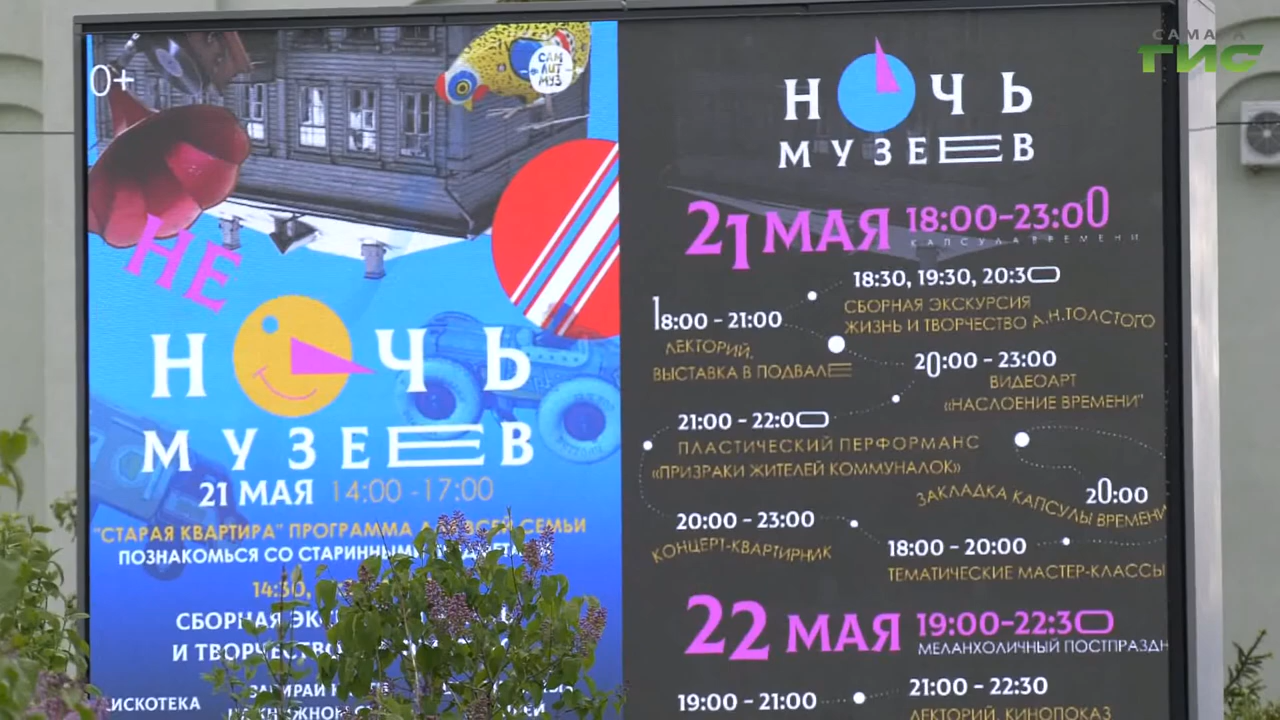 САМАРА
ГИС
0+
САМ
ЛИТ
МУЗ
НЕ
НОЧЬ
МУЗЕЕВ
21 МАЯ 14:00 -17:00
"СТАРАЯ КВАРТИРА" ПРОГРАММА ДЛЯ ВСЕЙ СЕМЬИ
ПОЗНАКОМЬСЯ СО СТАРИННЫМИ
14:30,
СБОРНАЯ
И ТВОРЧЕСТВО
ДИСКОТЕКА
НОЧЬ
МУЗЕЕВ
21 МАЯ 18:00-23:00
КАПСУЛА ВРЕМЕНИ
18:30, 19:30, 20:30
СБОРНАЯ ЭКСКУРСИЯ
ЖИЗНЬ И ТВОРЧЕСТВО А.Н.ТОЛСТОГО
18:00 - 21:00
ЛЕКТОРИЙ,
ВЫСТАВКА В ПОДВАЛЕ
20:00 - 23:00
ВИДЕОАРТ
«НАСЛОЕНИЕ ВРЕМЕНИ"
21:00 - 22:00
ПЛАСТИЧЕСКИЙ ПЕРФОРМАНС
«ПРИЗРАКИ ЖИТЕЛЕЙ КОММУНАЛОК»
20:00
ЗАКЛАДКА КАПСУЛЫ ВРЕМЕНИ
20:00 - 23:00
КОНЦЕРТ-КВАРТИРНИК
18:00 - 20:00
ТЕМАТИЧЕСКИЕ МАСТЕР-КЛАССЫ
22 МАЯ 19:00-22:30
МЕЛАНХОЛИЧНЫЙ ПОСТПРАЗДН
19:00 - 21:00
21:00 - 22:30
ЛЕКТОРИЙ, КИНОПОКАЗ